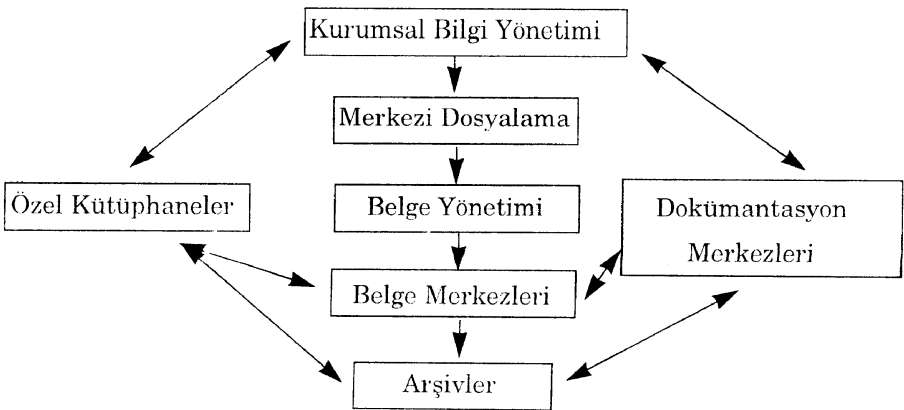 Kurumsal Bilgi Yönetimi
Merkezi Dosyalama
Özel Kütüphaneler
Belge Yönetimi
Dokümantasyon
Merkezleri
Belge Merkezleri
Arşivler